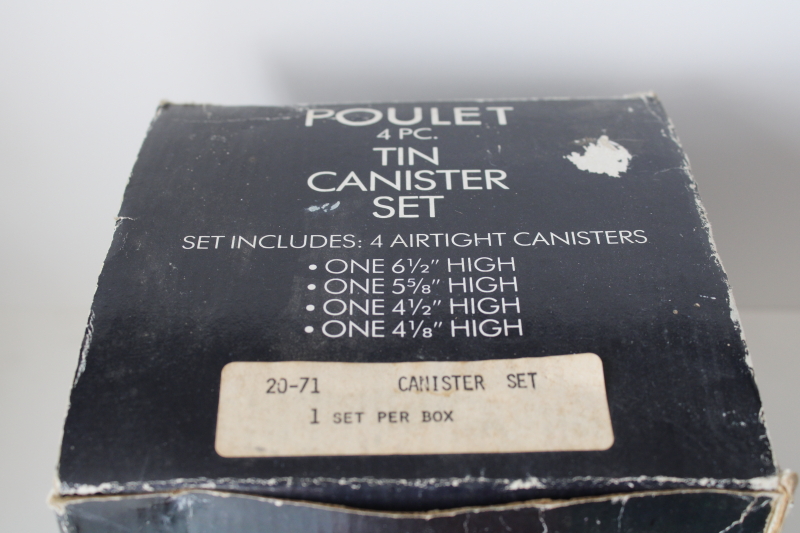 POULET
4 PC.
TIN
CANISTER
SET
SET INCLUDES: 4 AIRTIGHT CANISTERS
• ONE 6½" HIGH
• ONE 5⅝" HIGH
• ONE 4½" HIGH
• ONE 4⅛" HIGH
20-71 CANISTER SET
1 SET PER BOX